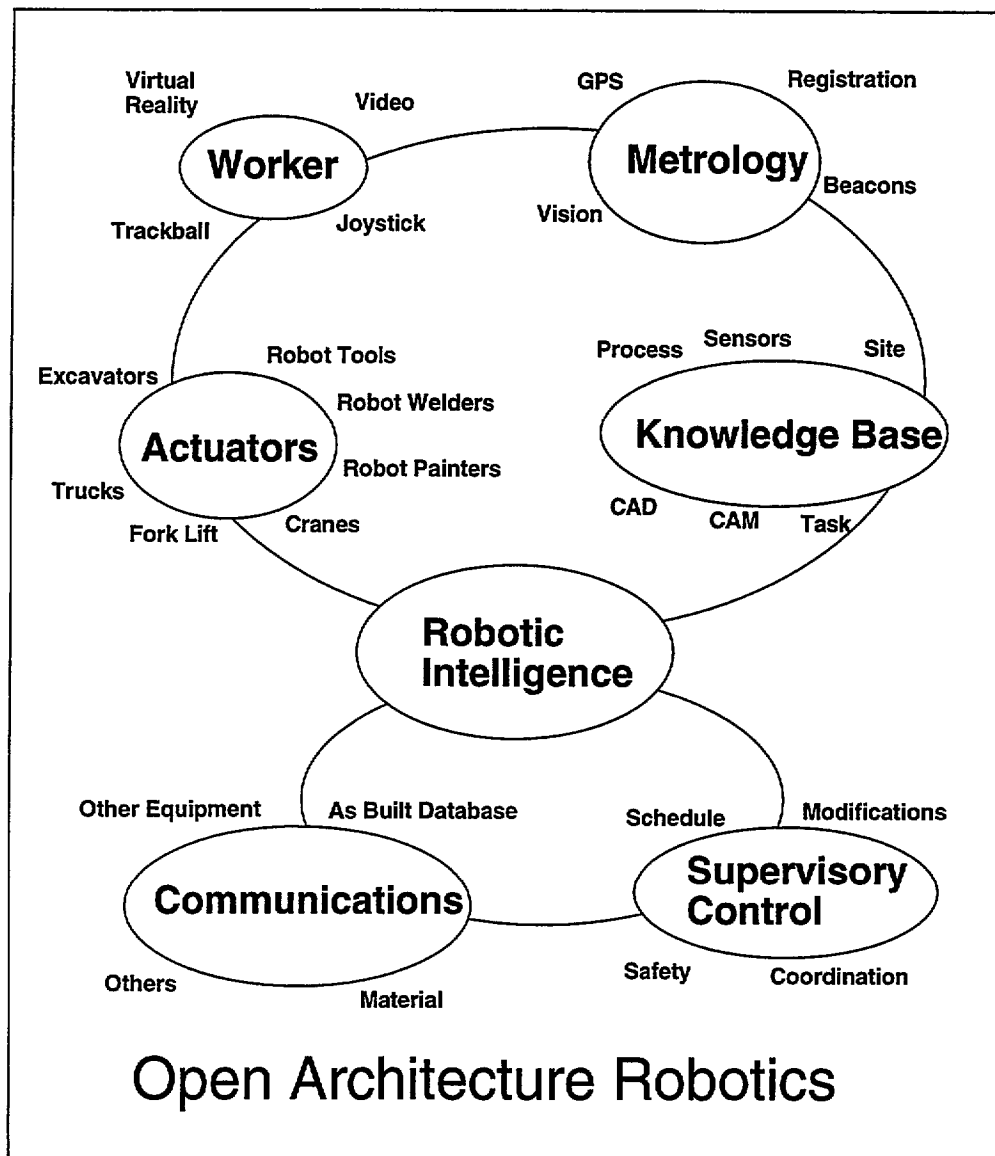 Virtual
Reality
Video
Worker
Trackball
Joystick
GPS
Registration
Metrology
Beacons
Vision
Excavators
Robot Tools
Robot Welders
Actuators
Robot Painters
Trucks
Fork Lift
Cranes
Process
Sensors
Site
Knowledge Base
CAD
CAM
Task
Robotic
Intelligence
Other Equipment
As Built Database
Communications
Others
Material
Schedule
Modifications
Supervisory
Control
Safety
Coordination
Open Architecture Robotics